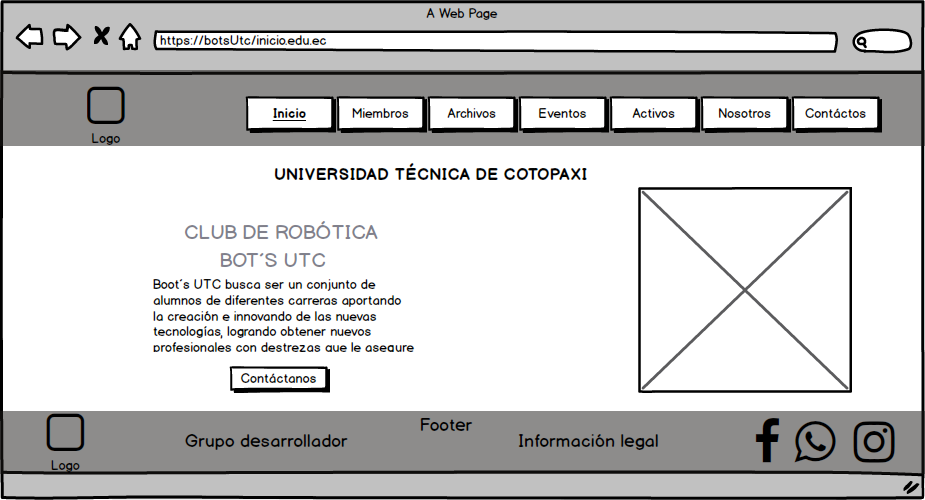 A Web Page
https://botsUtc/inicio.edu.ec
Logo
Inicio
Miembros
Archivos
Eventos
Activos
Nosotros
Contáctos
UNIVERSIDAD TÉCNICA DE COTOPAXI
CLUB DE ROBÓTICA
BOT´S UTC
Boot´s UTC busca ser un conjunto de
alumnos de diferentes carreras aportando
la creación e innovando de las nuevas
tecnologías, logrando obtener nuevos
profesionales con destrezas que le asegure
Contáctanos
Logo
Grupo desarrollador
Footer
Información legal